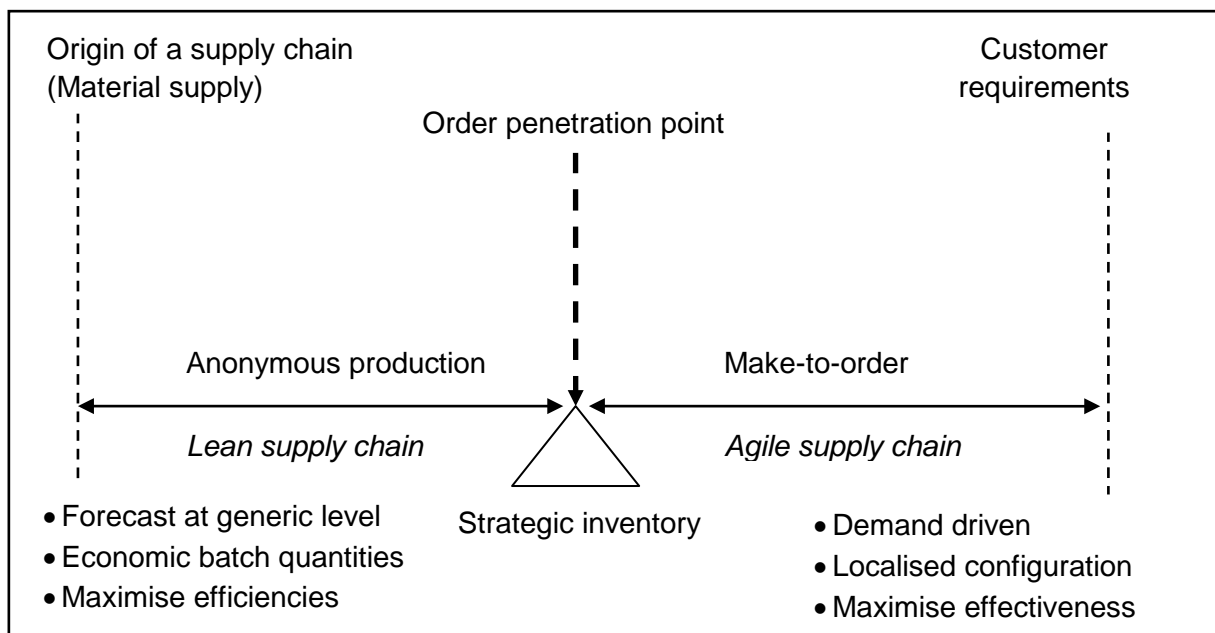 Origin of a supply chain
(Material supply)
Customer
requirements
Order penetration point
Anonymous production
Make-to-order
Lean supply chain
Agile supply chain
Strategic inventory
• Forecast at generic level
• Economic batch quantities
• Maximise efficiencies
• Demand driven
• Localised configuration
• Maximise effectiveness